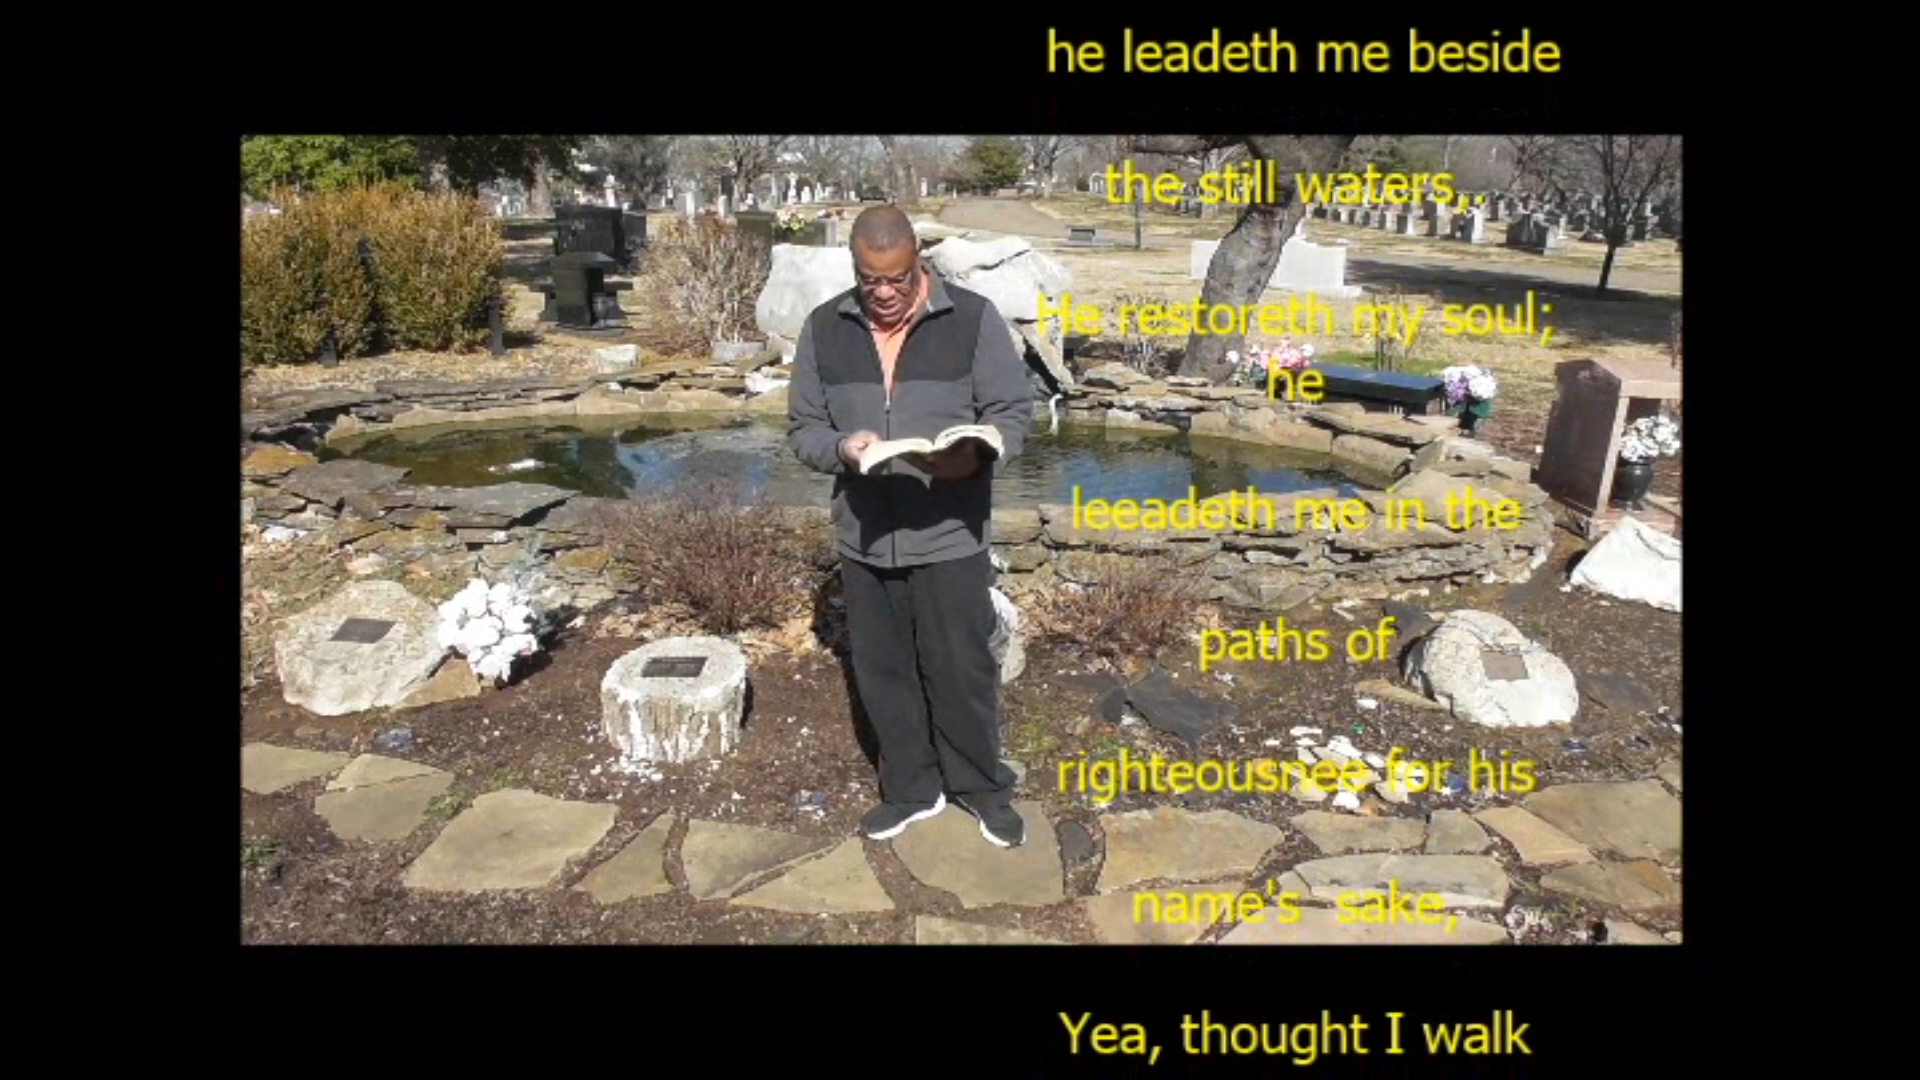 he leadeth me beside
the still waters,.
He restoreth my soul;
he
leeadeth me in the
paths of
righteousnee for his
name's  sake,
Yea, thought I walk